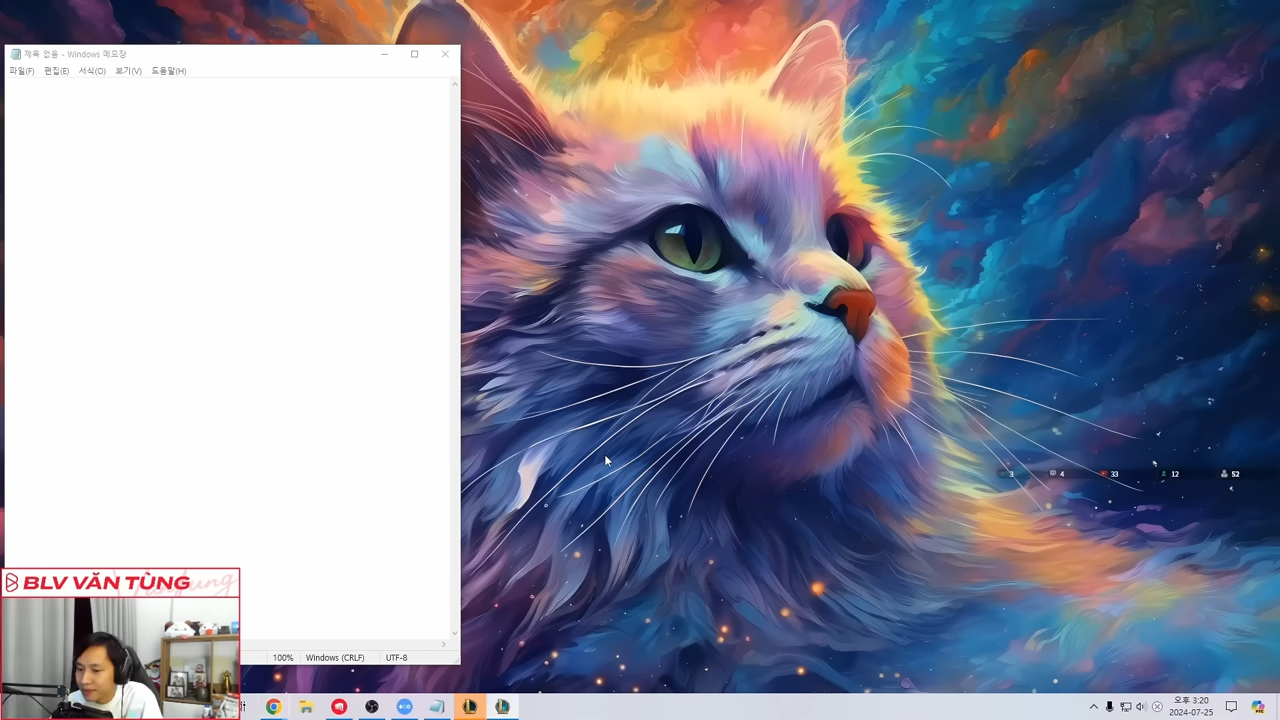 제목 없음 - Windows 메모장
파일(F) 편집(E) 서식(O) 보기(V) 도움말(H)
3 4 33 12 52
BLV VĂN TÙNG
100% Windows (CRLF) UTF-8
오후 3:20
2024-07-25